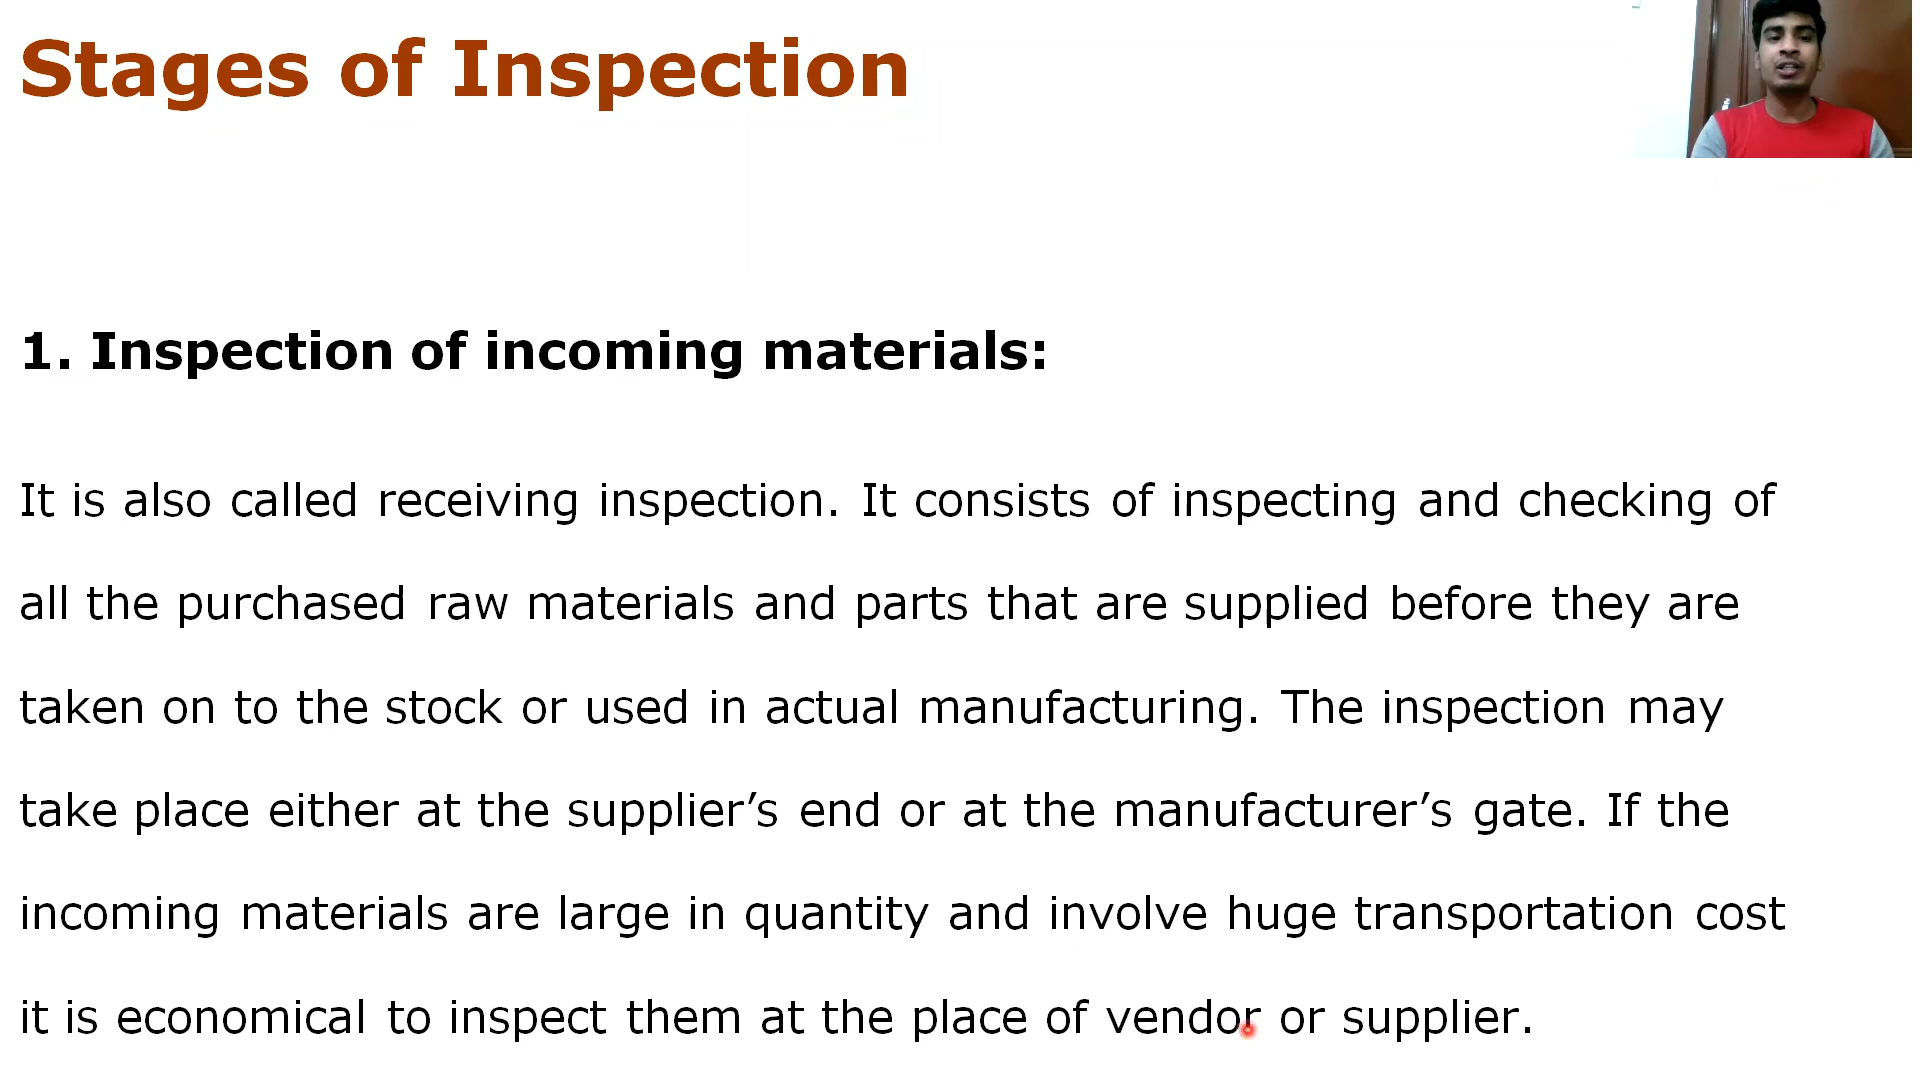 Stages of Inspection
1. Inspection of incoming materials:
It is also called receiving inspection. It consists of inspecting and checking of
all the purchased raw materials and parts that are supplied before they are
taken on to the stock or used in actual manufacturing. The inspection may
take place either at the supplier’s end or at the manufacturer’s gate. If the
incoming materials are large in quantity and involve huge transportation cost
it is economical to inspect them at the place of vendor or supplier.